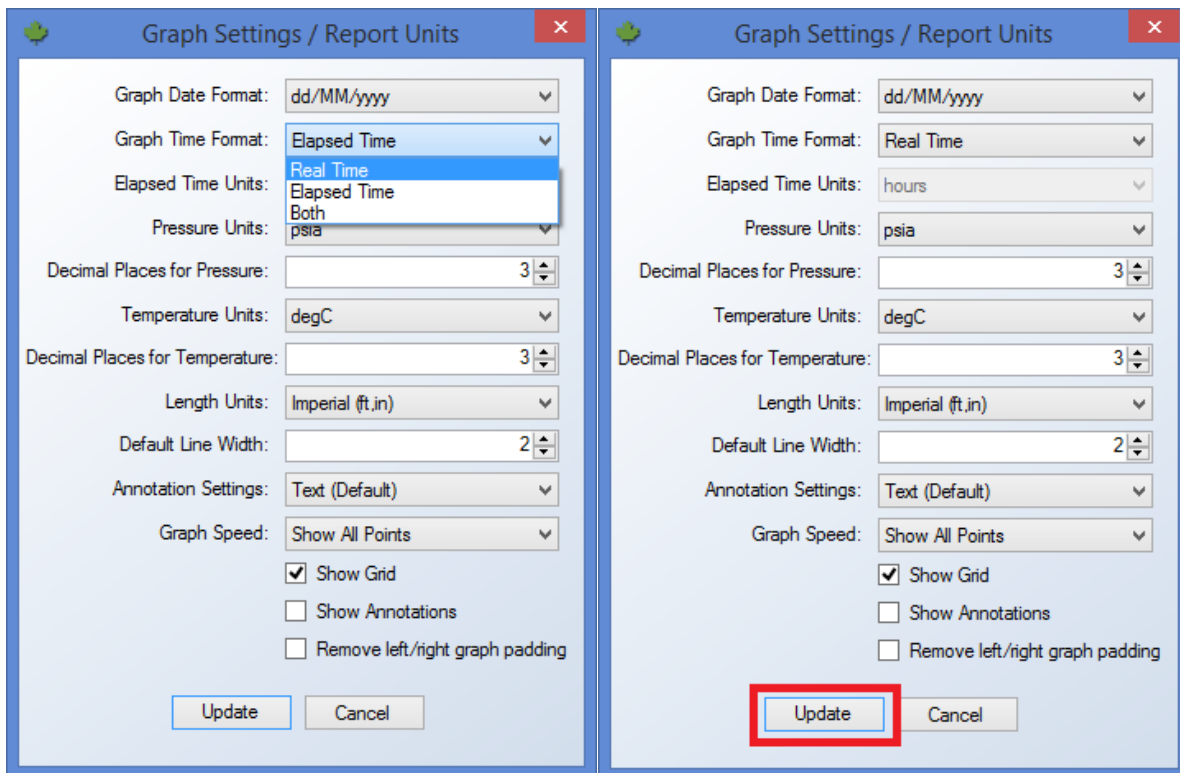 Graph Settings / Report Units
Graph Date Format: dd/MM/yyyy
Graph Time Format: Elapsed Time
Real Time
Elapsed Time Units: Elapsed Time
Both
Pressure Units: psia
Decimal Places for Pressure: 3
Temperature Units: degC
Decimal Places for Temperature: 3
Length Units: Imperial (ft,in)
Default Line Width: 2
Annotation Settings: Text (Default)
Graph Speed: Show All Points
Show Grid
Show Annotations
Remove left/right graph padding
Update Cancel
Graph Settings / Report Units
Graph Date Format: dd/MM/yyyy
Graph Time Format: Real Time
Elapsed Time Units: hours
Pressure Units: psia
Decimal Places for Pressure: 3
Temperature Units: degC
Decimal Places for Temperature: 3
Length Units: Imperial (ft,in)
Default Line Width: 2
Annotation Settings: Text (Default)
Graph Speed: Show All Points
Show Grid
Show Annotations
Remove left/right graph padding
Update Cancel